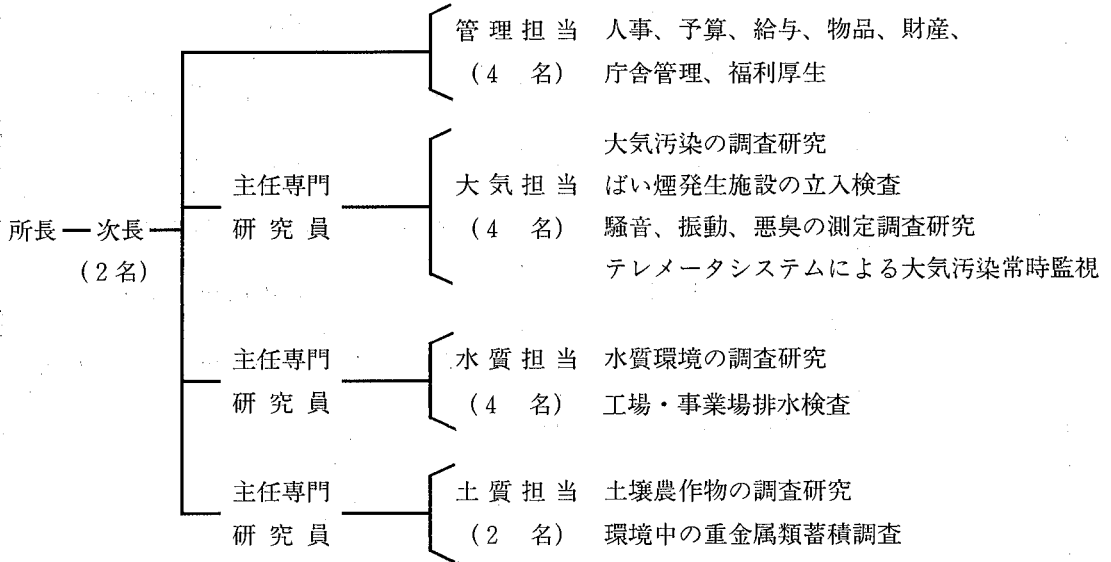 所長
次長
(2名)
管理担当 人事、予算、給与、物品、財産、
(4名) 庁舎管理、福利厚生
主任専門
研究員
大気汚染の調査研究
大気担当 ばい煙発生施設の立入検査
(4名) 騒音、振動、悪臭の測定調査研究
テレメータシステムによる大気汚染常時監視
主任専門
研究員
水質担当 水質環境の調査研究
(4名) 工場・事業場排水検査
主任専門
研究員
土質担当 土壌農作物の調査研究
(2名) 環境中の重金属類蓄積調査